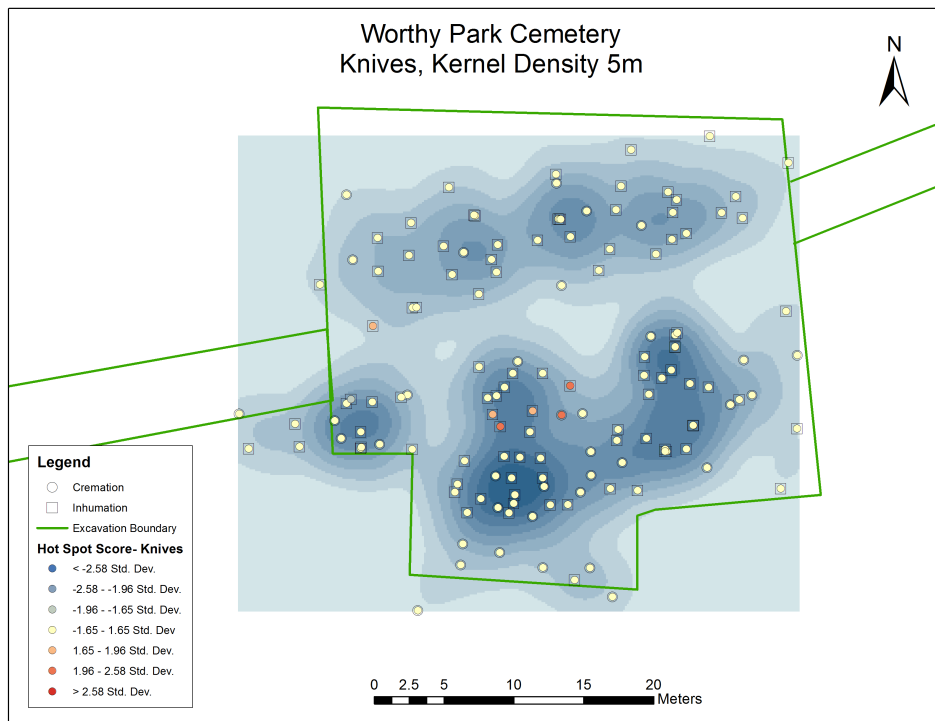 Worthy Park Cemetery
Knives, Kernel Density 5m
N
Legend
Cremation
Inhumation
Excavation Boundary
Hot Spot Score- Knives
< -2.58 Std. Dev.
-2.58 - -1.96 Std. Dev.
-1.96 - -1.65 Std. Dev.
-1.65 - 1.65 Std. Dev
1.65 - 1.96 Std. Dev.
1.96 - 2.58 Std. Dev.
> 2.58 Std. Dev.
0 2.5 5 10 15 20
Meters